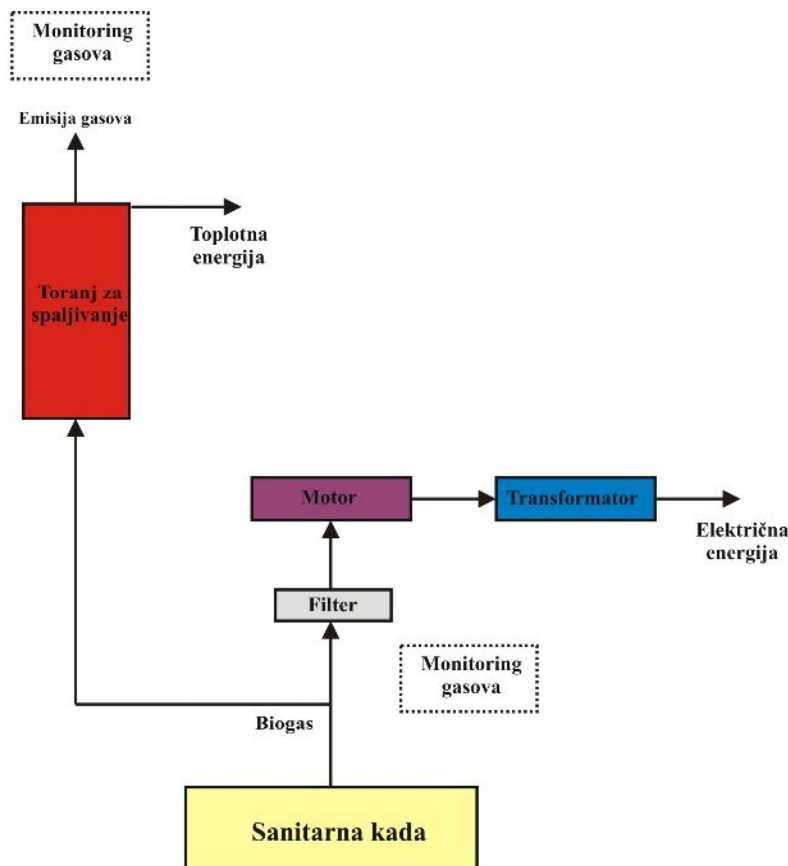 Monitoring
gasova
Emisija gasova
Toplotna
energija
Toranj za
spaljivanje
Motor
Transformator
Električna
energija
Filter
Monitoring
gasova
Biogas
Sanitarna kada